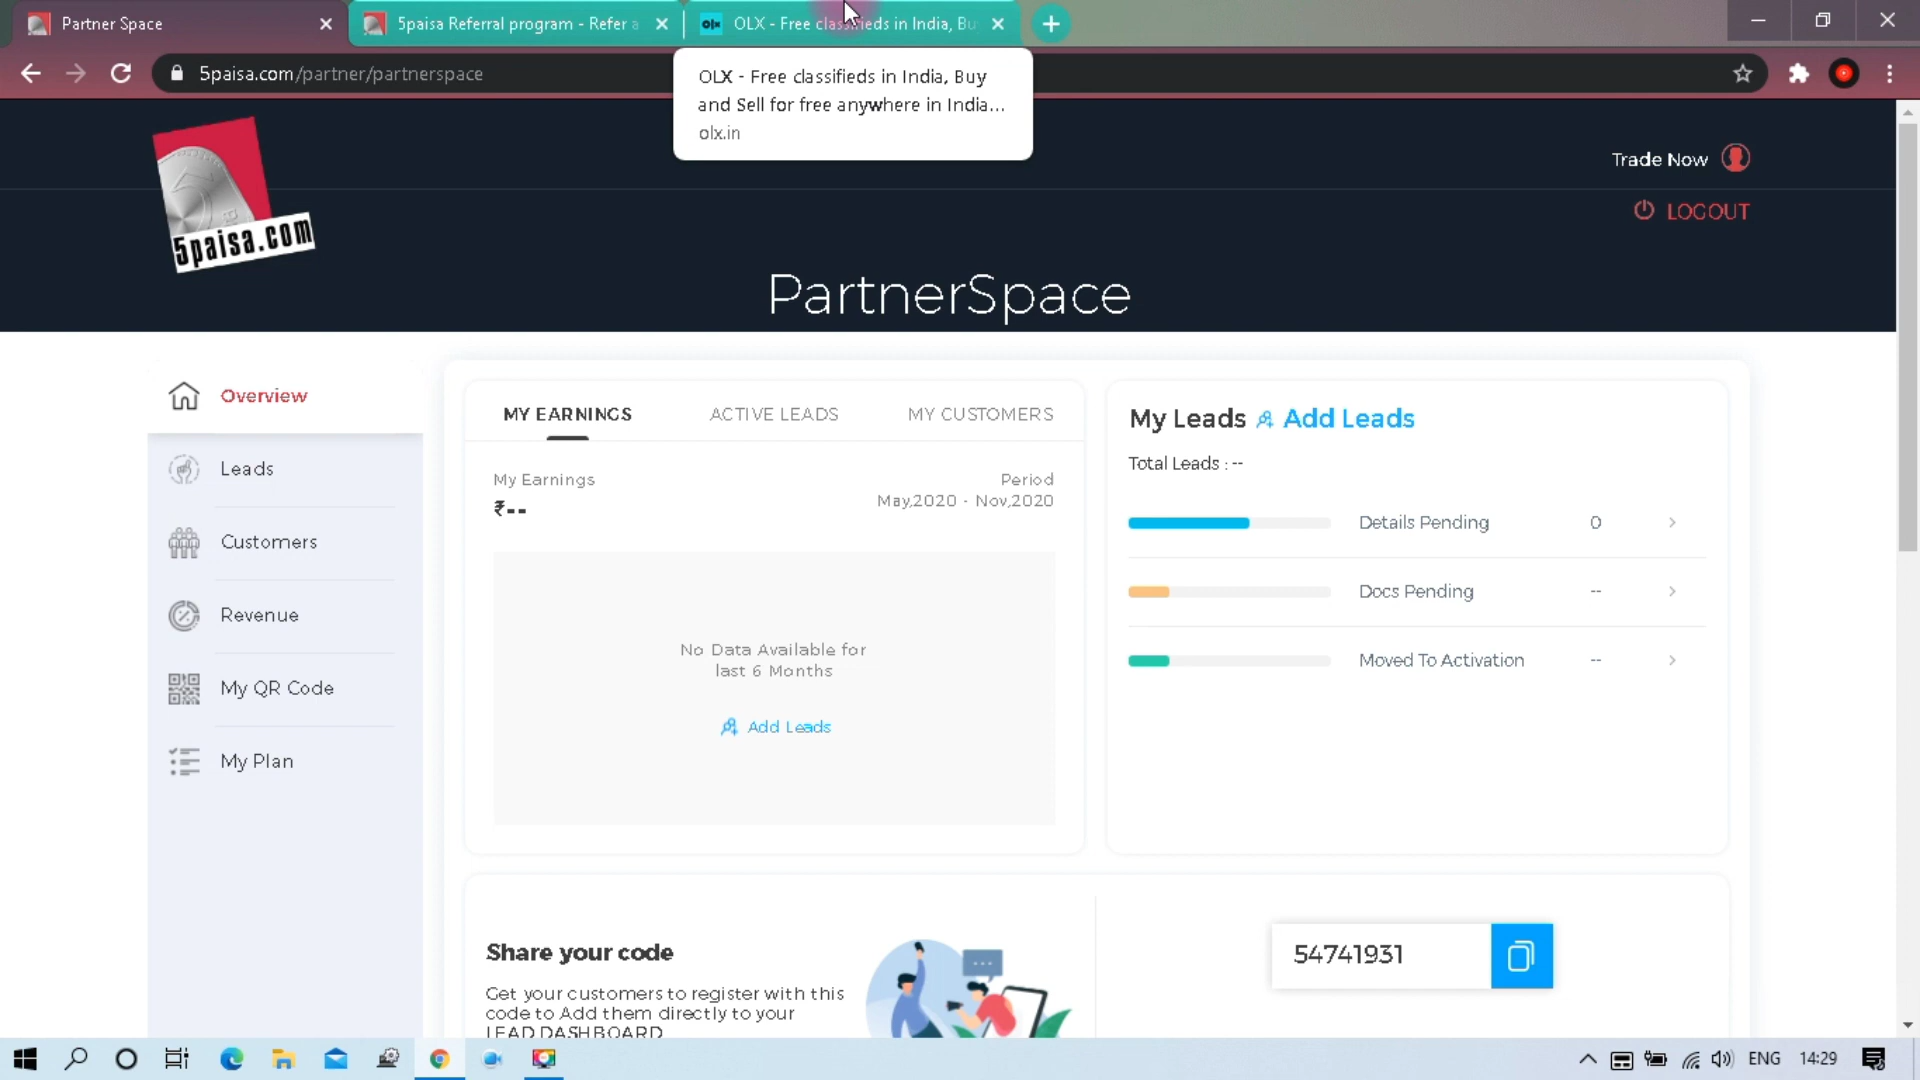 Partner Space
5paisa Referral program - Refer a
OLX - Free classifieds in India, Bu
5paisa.com/partner/partnerspace
OLX - Free classifieds in India, Buy
and Sell for free anywhere in India...
olx.in
5paisa.com
Trade Now
LOGOUT
PartnerSpace
Overview
Leads
Customers
Revenue
My QR Code
My Plan
MY EARNINGS ACTIVE LEADS MY CUSTOMERS
My Earnings
₹--
Period
May,2020 - Nov,2020
No Data Available for
last 6 Months
Add Leads
My Leads Add Leads
Total Leads : --
Details Pending 0
Docs Pending --
Moved To Activation --
Share your code
Get your customers to register with this
code to Add them directly to your
LEAD DASHBOARD
54741931
ENG 14:29